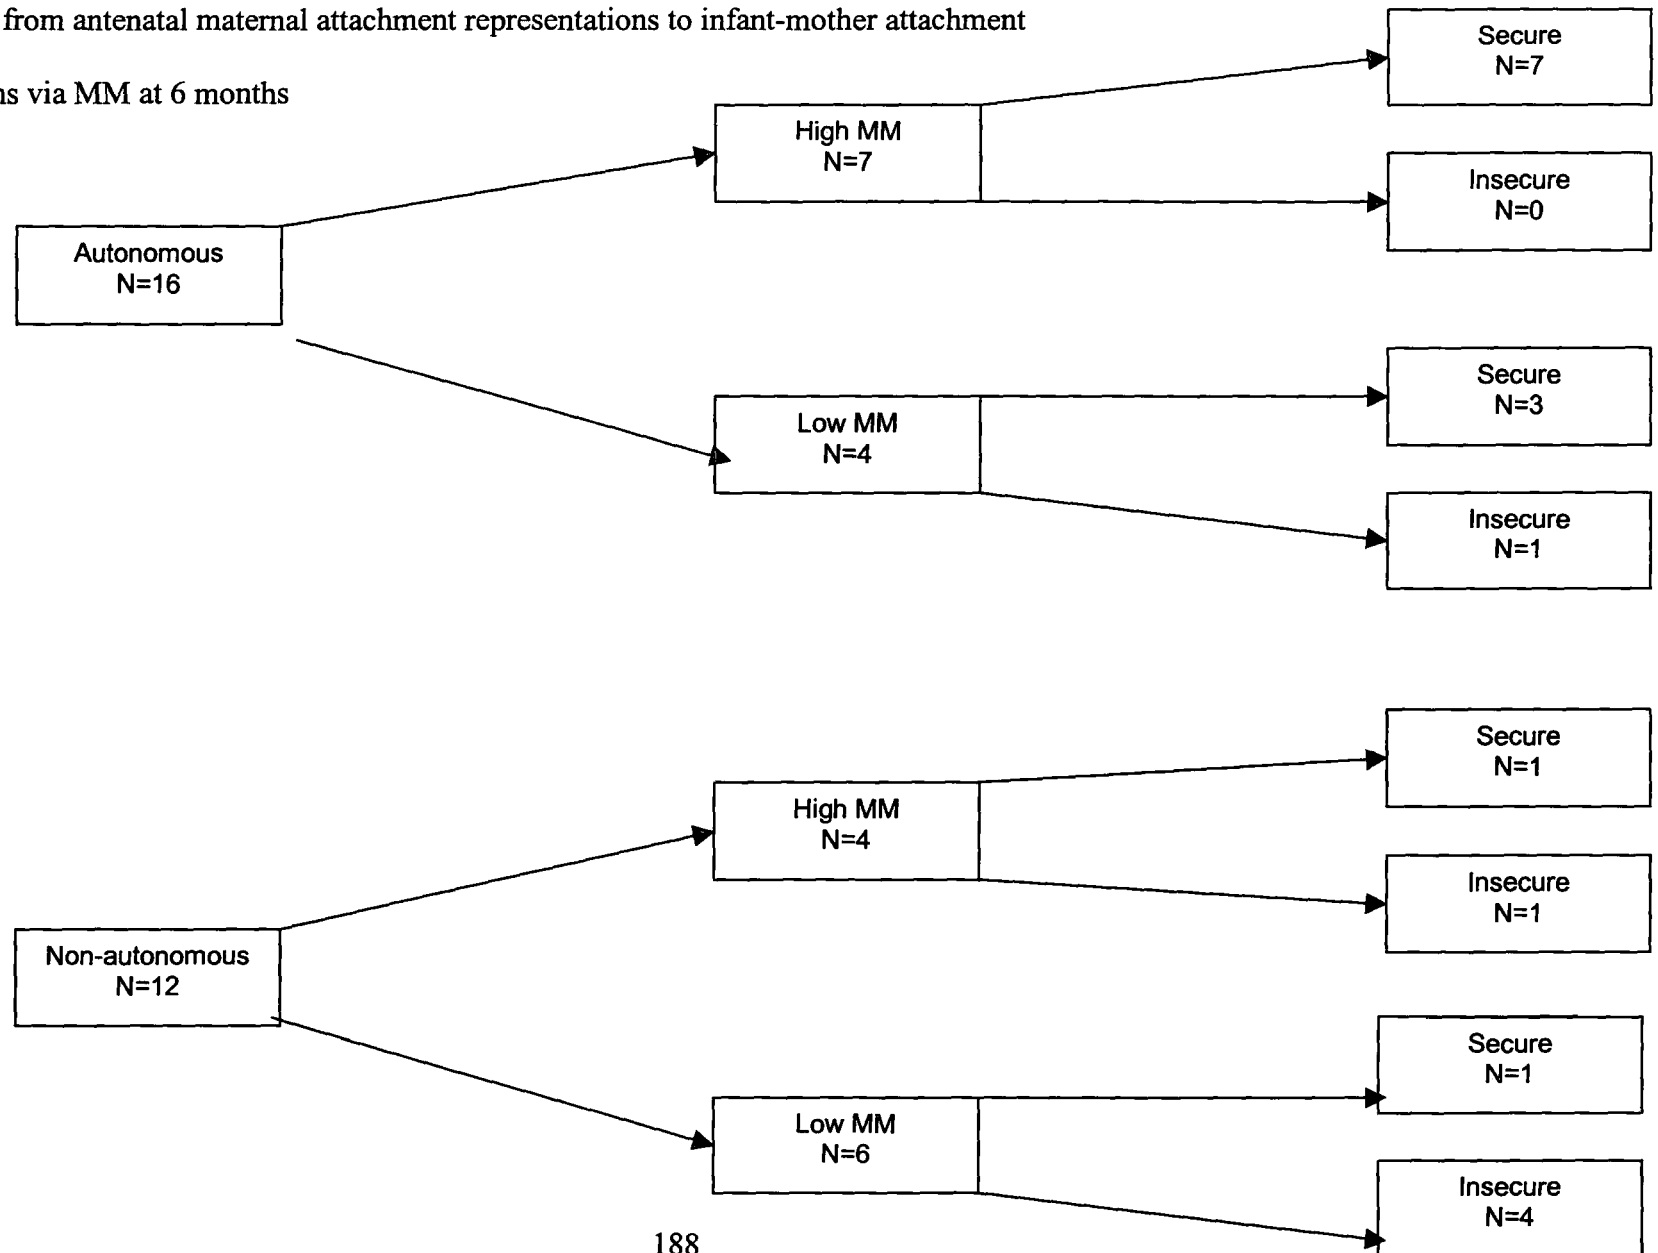 from antenatal maternal attachment representations to infant-mother attachment
ns via MM at 6 months
Secure
N=7
High MM
N=7
Insecure
N=0
Autonomous
N=16
Secure
N=3
Low MM
N=4
Insecure
N=1
Secure
N=1
High MM
N=4
Insecure
N=1
Non-autonomous
N=12
Secure
N=1
Low MM
N=6
Insecure
N=4
188